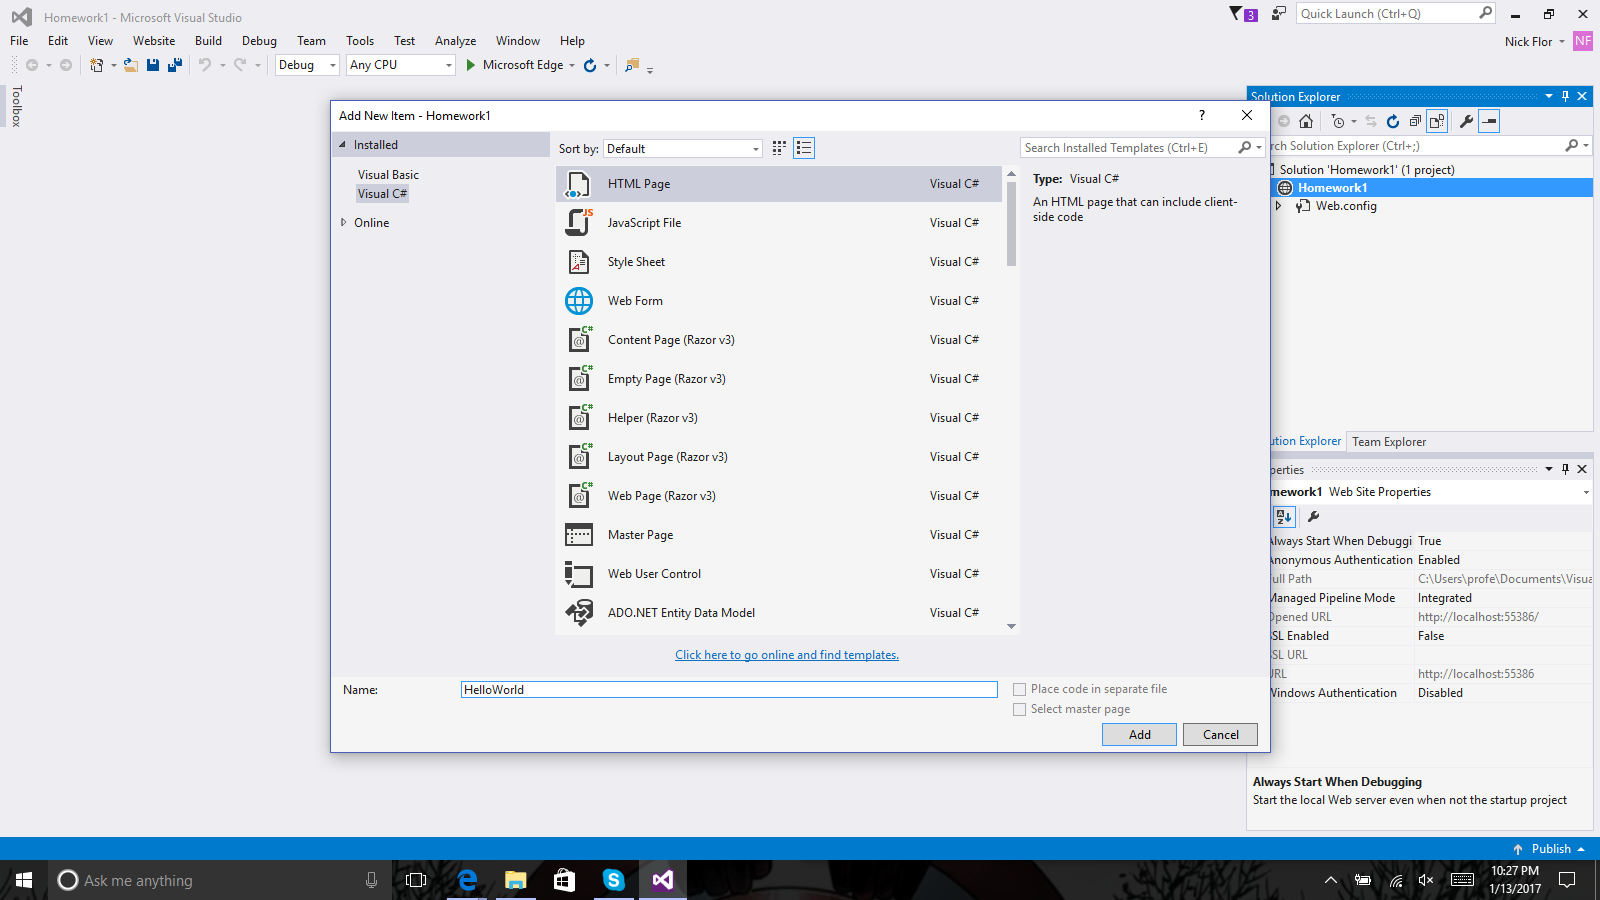 Homework1 - Microsoft Visual Studio
3
Quick Launch (Ctrl+Q)
File Edit View Website Build Debug Team Tools Test Analyze Window Help
Nick Flor
NF
Debug
Any CPU
Microsoft Edge
Toolbox
Add New Item - Homework1
?
Installed
Visual Basic
Visual C#
Online
Sort by: Default
Search Installed Templates (Ctrl+E)
HTML Page Visual C#
JavaScript File Visual C#
Style Sheet Visual C#
Web Form Visual C#
Content Page (Razor v3) Visual C#
Empty Page (Razor v3) Visual C#
Helper (Razor v3) Visual C#
Layout Page (Razor v3) Visual C#
Web Page (Razor v3) Visual C#
Master Page Visual C#
Web User Control Visual C#
ADO.NET Entity Data Model Visual C#
Type: Visual C#
An HTML page that can include client-
side code
Click here to go online and find templates.
Name: HelloWorld
Place code in separate file
Select master page
Add
Cancel
Solution Explorer
rch Solution Explorer (Ctrl+;)
Solution 'Homework1' (1 project)
Homework1
Web.config
ution Explorer
Team Explorer
erties
mework1 Web Site Properties
Always Start When Debuggi True
Anonymous Authentication Enabled
ull Path C:\Users\profe\Documents\Visua
Managed Pipeline Mode Integrated
Opened URL http://localhost:55386/
SSL Enabled False
SSL URL
RL http://localhost:55386
Windows Authentication Disabled
Always Start When Debugging
Start the local Web server even when not the startup project
Publish
Ask me anything
10:27 PM
1/13/2017